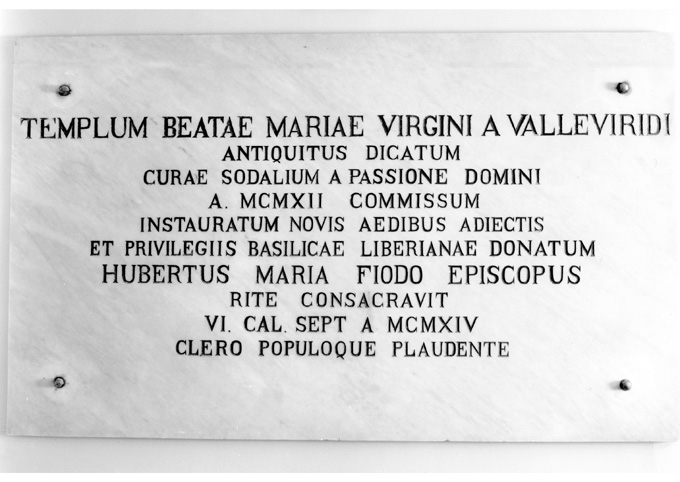 TEMPLUM BEATAE MARIAE VIRGINI A VALLEVIRIDI
ANTIQUITUS DICATUM
CURAE SODALIUM A PASSIONE DOMINI
A. MCMXII COMMISSUM
INSTAURATUM NOVIS AEDIBUS ADIECTIS
ET PRIVILEGIIS BASILICAE LIBERIANAE DONATUM
HUBERTUS MARIA FIODO EPISCOPUS
RITE CONSACRAVIT
VI. CAL. SEPT A MCMXIV
CLERO POPULOQUE PLAUDENTE